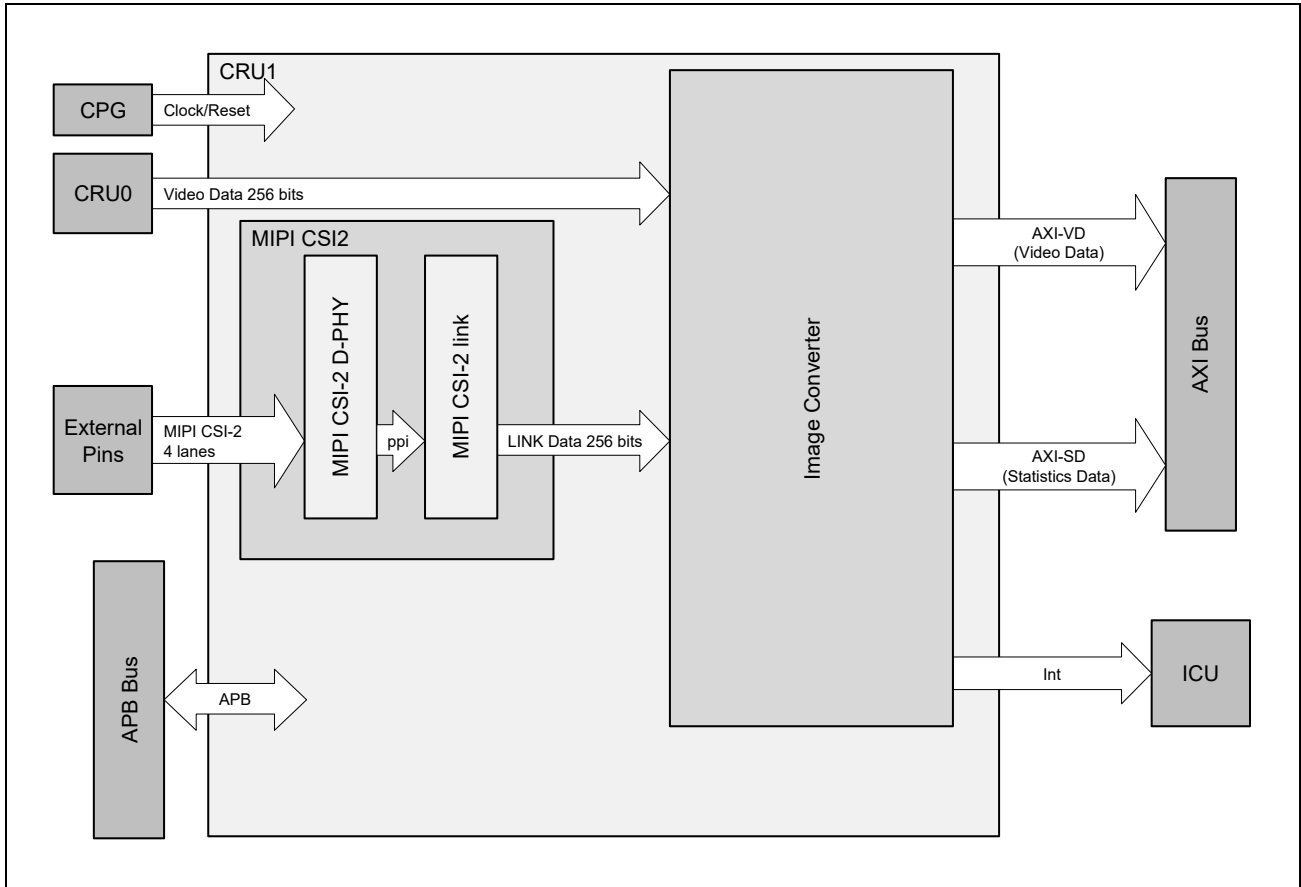 CRU1
CPG
Clock/Reset
CRU0
Video Data 256 bits
MIPI CSI2
MIPI CSI-2 D-PHY
MIPI CSI-2 link
Image Converter
AXI-VD
(Video Data)
AXI Bus
External
Pins
MIPI CSI-2
4 lanes
ppi
LINK Data 256 bits
AXI-SD
(Statistics Data)
APB Bus
APB
Int
ICU